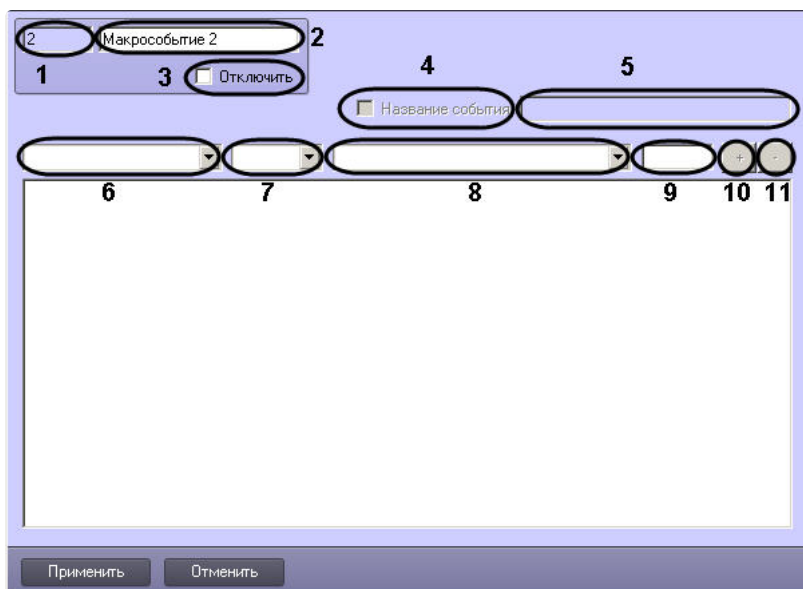 2 Макрособытие 2 2
1 3 Отключить
4 5
Название события
+ -
6 7 8 9 10 11
Применить Отменить